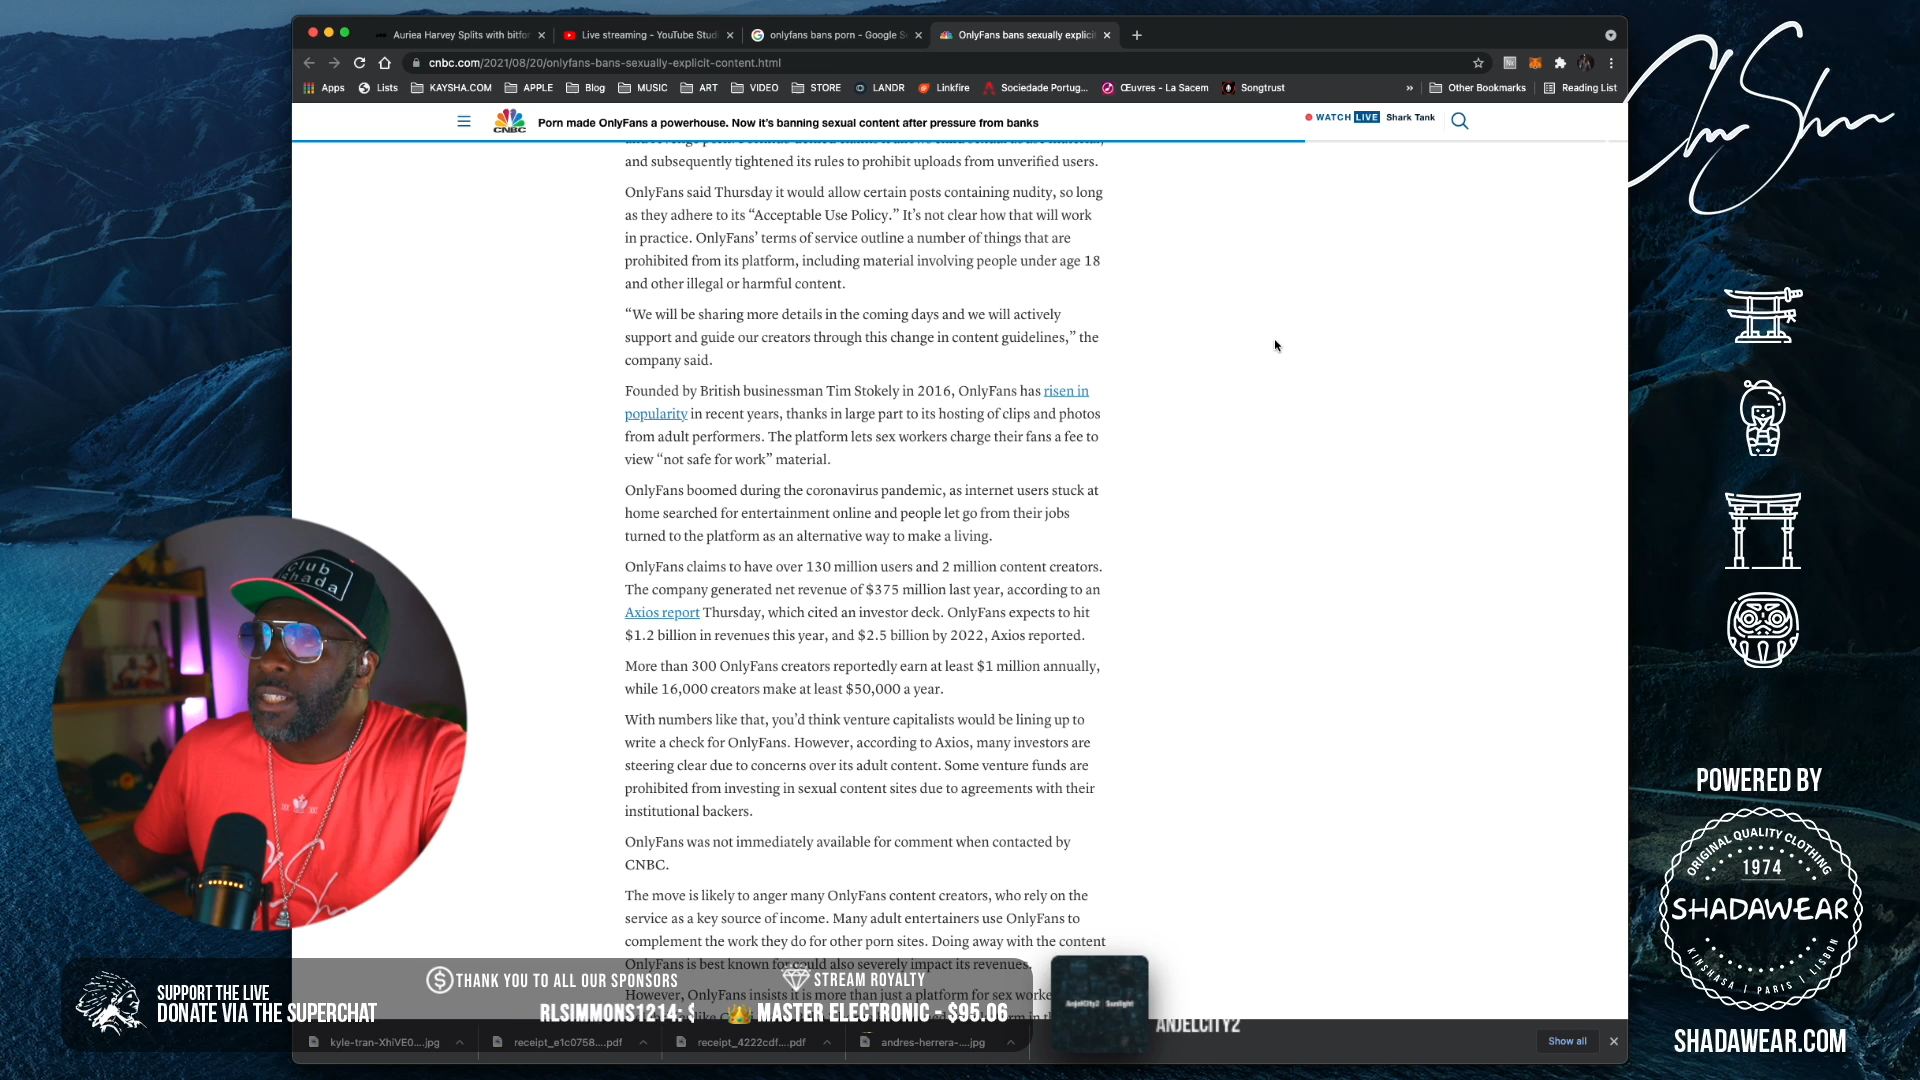 Auriea Harvey Splits with bitfor
Live streaming - YouTube Stud
onlyfans bans porn - Google S
OnlyFans bans sexually explicit
cnbc.com/2021/08/20/onlyfans-bans-sexually-explicit-content.html
Apps
Lists
KAYSHA.COM
APPLE
Blog
MUSIC
ART
VIDEO
STORE
LANDR
Linkfire
Sociedade Portug...
Œuvres - La Sacem
Songtrust
»
Other Bookmarks
Reading List
CNBC
Porn made OnlyFans a powerhouse. Now it's banning sexual content after pressure from banks
WATCH LIVE Shark Tank
and subsequently tightened its rules to prohibit uploads from unverified users.
OnlyFans said Thursday it would allow certain posts containing nudity, so long
as they adhere to its “Acceptable Use Policy.” It’s not clear how that will work
in practice. OnlyFans’ terms of service outline a number of things that are
prohibited from its platform, including material involving people under age 18
and other illegal or harmful content.
“We will be sharing more details in the coming days and we will actively
support and guide our creators through this change in content guidelines,” the
company said.
Founded by British businessman Tim Stokely in 2016, OnlyFans has risen in
popularity in recent years, thanks in large part to its hosting of clips and photos
from adult performers. The platform lets sex workers charge their fans a fee to
view “not safe for work” material.
OnlyFans boomed during the coronavirus pandemic, as internet users stuck at
home searched for entertainment online and people let go from their jobs
turned to the platform as an alternative way to make a living.
OnlyFans claims to have over 130 million users and 2 million content creators.
The company generated net revenue of $375 million last year, according to an
Axios report Thursday, which cited an investor deck. OnlyFans expects to hit
$1.2 billion in revenues this year, and $2.5 billion by 2022, Axios reported.
More than 300 OnlyFans creators reportedly earn at least $1 million annually,
while 16,000 creators make at least $50,000 a year.
With numbers like that, you’d think venture capitalists would be lining up to
write a check for OnlyFans. However, according to Axios, many investors are
steering clear due to concerns over its adult content. Some venture funds are
prohibited from investing in sexual content sites due to agreements with their
institutional backers.
OnlyFans was not immediately available for comment when contacted by
CNBC.
The move is likely to anger many OnlyFans content creators, who rely on the
service as a key source of income. Many adult entertainers use OnlyFans to
complement the work they do for other porn sites. Doing away with the content
OnlyFans is best known for could also severely impact its revenues.
However, OnlyFans insists it is more than just a platform for sex worke
Club
Shada
SUPPORT THE LIVE
DONATE VIA THE SUPERCHAT
THANK YOU TO ALL OUR SPONSORS
RLSIMMONS1214: $
STREAM ROYALTY
MASTER ELECTRONIC - $95.06
AnjelCity2 Sunlight
ANJELCITY2
kyle-tran-XhiVE0....jpg
receipt_e1c0758....pdf
receipt_4222cdf....pdf
andres-herrera-....jpg
Show all
POWERED BY
ORIGINAL QUALITY CLOTHING
1974
SHADAWEAR
KINSHASA | PARIS | LISBON
SHADAWEAR.COM